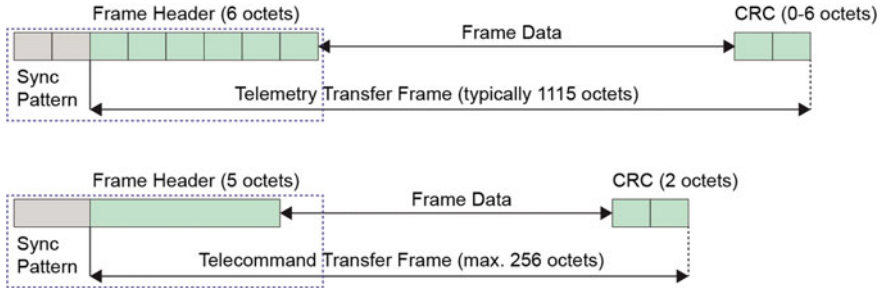 Frame Header (6 octets)
CRC (0-6 octets)
Frame Data
Sync
Pattern
Telemetry Transfer Frame (typically 1115 octets)
Frame Header (5 octets)
CRC (2 octets)
Frame Data
Sync
Pattern
Telecommand Transfer Frame (max. 256 octets)